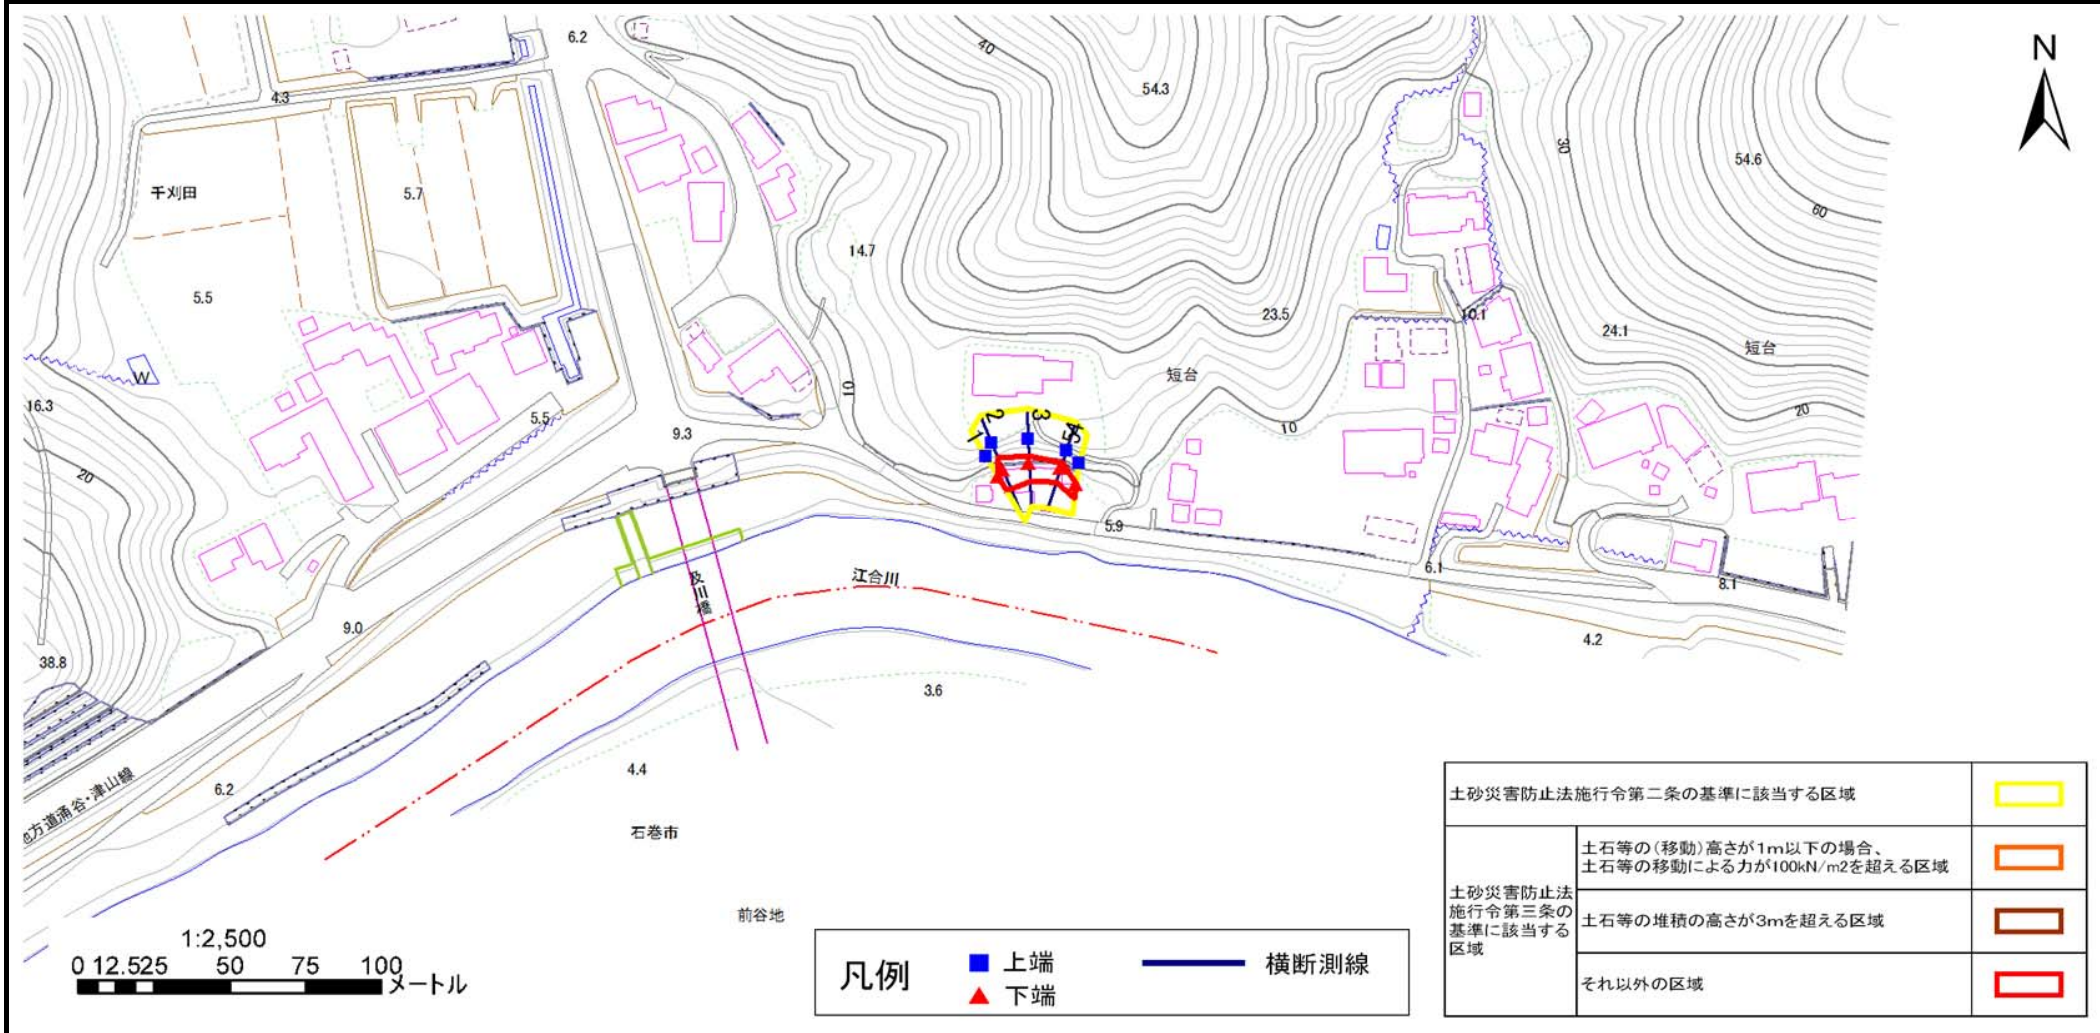 N
6.2
40
54.3
4.3
30
54.6
千刈田
5.7
60
14.7
5.5
23.5
10.1
24.1
短台
短台
W
16.3
10
5.5
20
2
3
1
4
5
9.3
10
20
5.9
6.1
8.1
及川橋
江合川
9.0
4.2
38.8
3.6
4.4
6.2
地方道涌谷・津山線
石巻市
前谷地
1:2,500
0 12.525 50 75 100
メートル
凡例
上端
下端
横断測線
土砂災害防止法施行令第二条の基準に該当する区域
土砂災害防止法
施行令第三条の
基準に該当する
区域
土石等の(移動)高さが1m以下の場合、
土石等の移動による力が100kN/m2を超える区域
土石等の堆積の高さが3mを超える区域
それ以外の区域